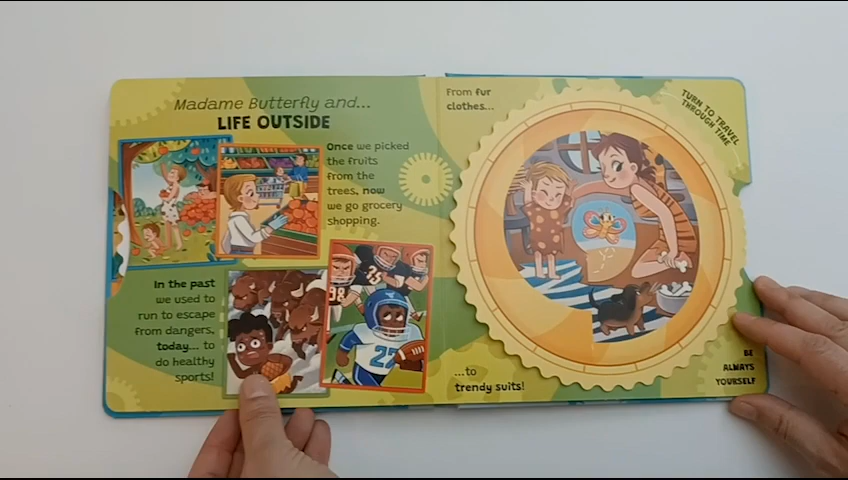 Madame Butterfly and...
LIFE OUTSIDE
Once we picked
the fruits
from the
trees, now
we go grocery
shopping.
In the past
we used to
run to escape
from dangers,
today... to
do healthy
sports!
98
25
22
From fur
clothes...
TURN TO TRAVEL
THROUGH TIME
...to
trendy suits!
BE
ALWAYS
YOURSELF